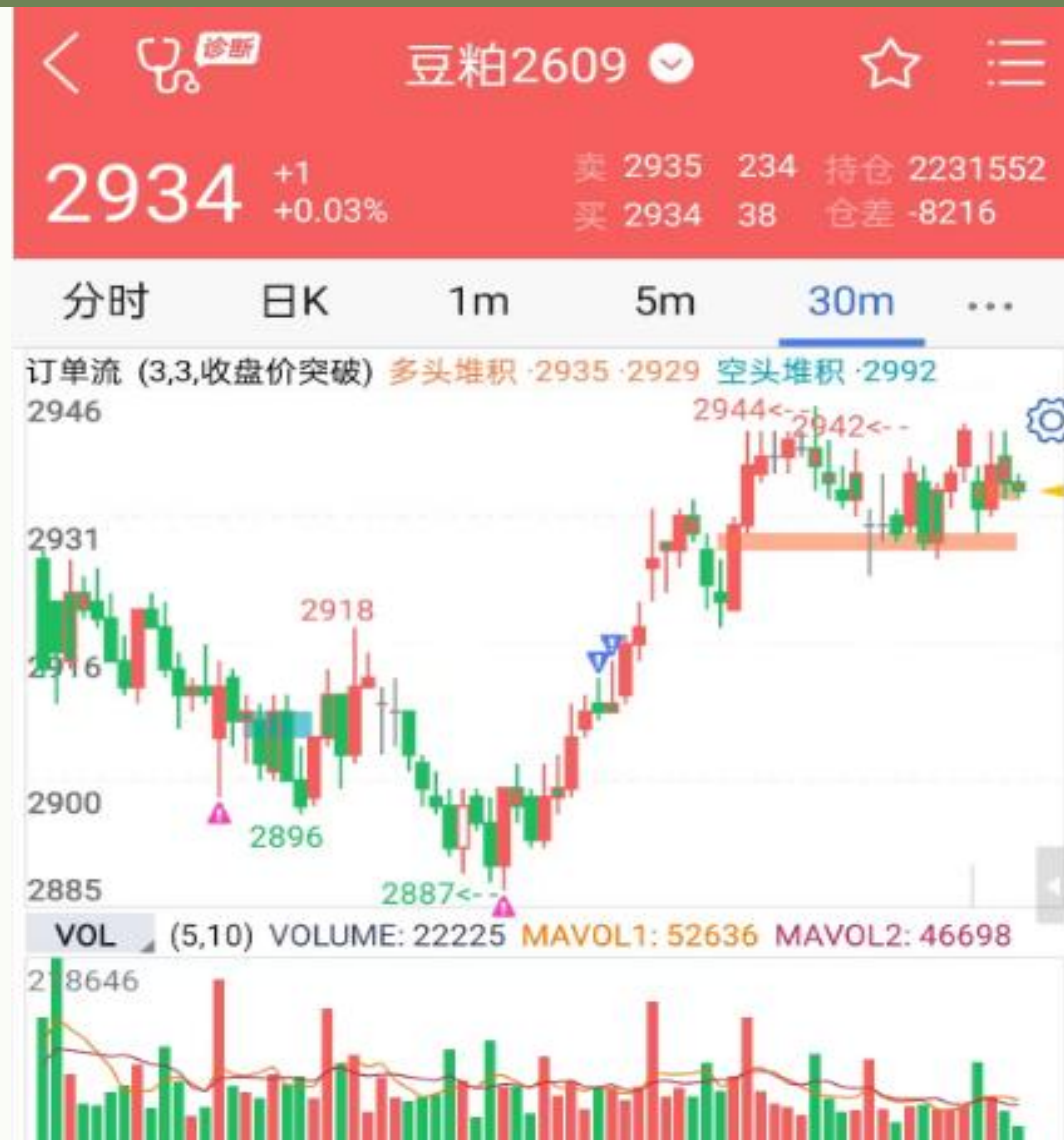 诊断
豆粕2609
2934 +1 卖 2935 234 持仓 2231552
+0.03% 买 2934 38 仓差 -8216
分时 日K 1m 5m 30m ...
订单流 (3,3,收盘价突破) 多头堆积 ·2935 ·2929 空头堆积 ·2992
2946
2944<--
2942<--
2931
2918
2916
2900
2896
2885
2887<--
VOL (5,10) VOLUME: 22225 MAVOL1: 52636 MAVOL2: 46698
218646